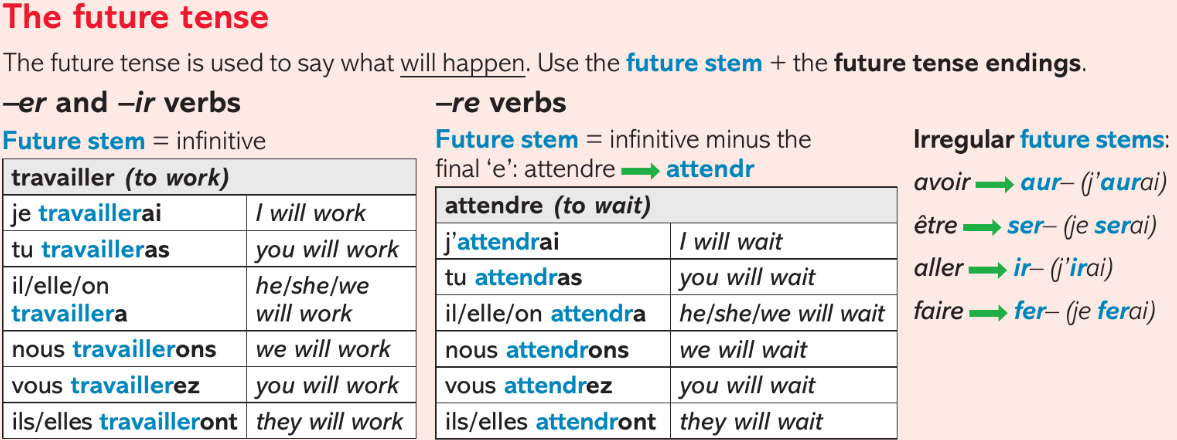 The future tense
The future tense is used to say what will happen. Use the future stem + the future tense endings.
–er and –ir verbs
Future stem = infinitive
travailler (to work)
je travaillerai I will work
tu travailleras you will work
il/elle/on he/she/we
travaillera will work
nous travaillerons we will work
vous travaillerez you will work
ils/elles travailleront they will work
–re verbs
Future stem = infinitive minus the
final ‘e’: attendre → attendr
attendre (to wait)
j’attendrai I will wait
tu attendras you will wait
il/elle/on attendra he/she/we will wait
nous attendrons we will wait
vous attendrez you will wait
ils/elles attendront they will wait
Irregular future stems:
avoir → aur– (j’aurai)
être → ser– (je serai)
aller → ir– (j’irai)
faire → fer– (je ferai)